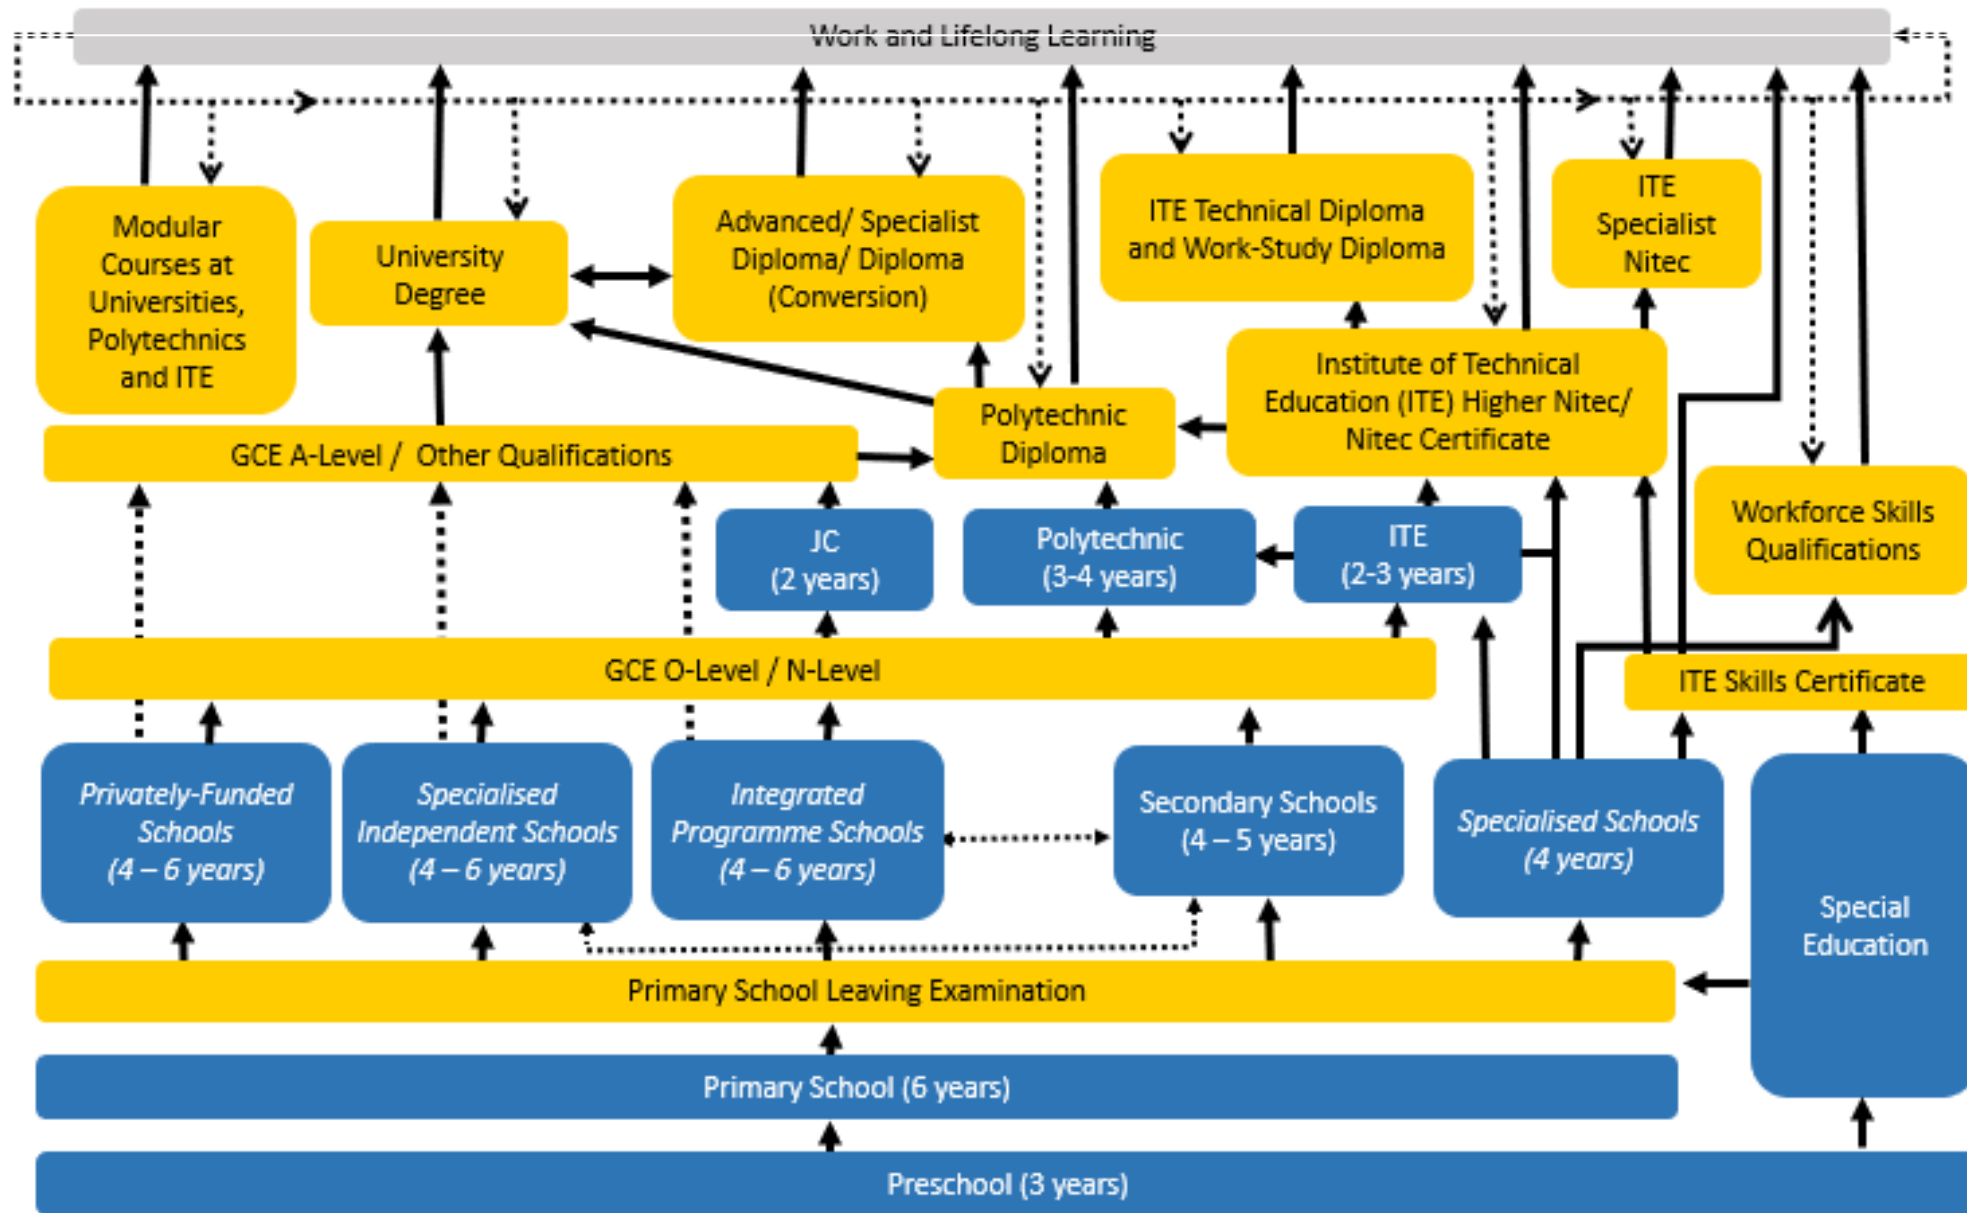 Work and Lifelong Learning
Modular
Courses at
Universities,
Polytechnics
and ITE
University
Degree
Advanced/ Specialist
Diploma/ Diploma
(Conversion)
ITE Technical Diploma
and Work-Study Diploma
ITE
Specialist
Nitec
Polytechnic
Diploma
Institute of Technical
Education (ITE) Higher Nitec/
Nitec Certificate
GCE A-Level / Other Qualifications
JC
(2 years)
Polytechnic
(3-4 years)
ITE
(2-3 years)
Workforce Skills
Qualifications
GCE O-Level / N-Level
ITE Skills Certificate
Privately-Funded
Schools
(4 – 6 years)
Specialised
Independent Schools
(4 – 6 years)
Integrated
Programme Schools
(4 – 6 years)
Secondary Schools
(4 – 5 years)
Specialised Schools
(4 years)
Special
Education
Primary School Leaving Examination
Primary School (6 years)
Preschool (3 years)